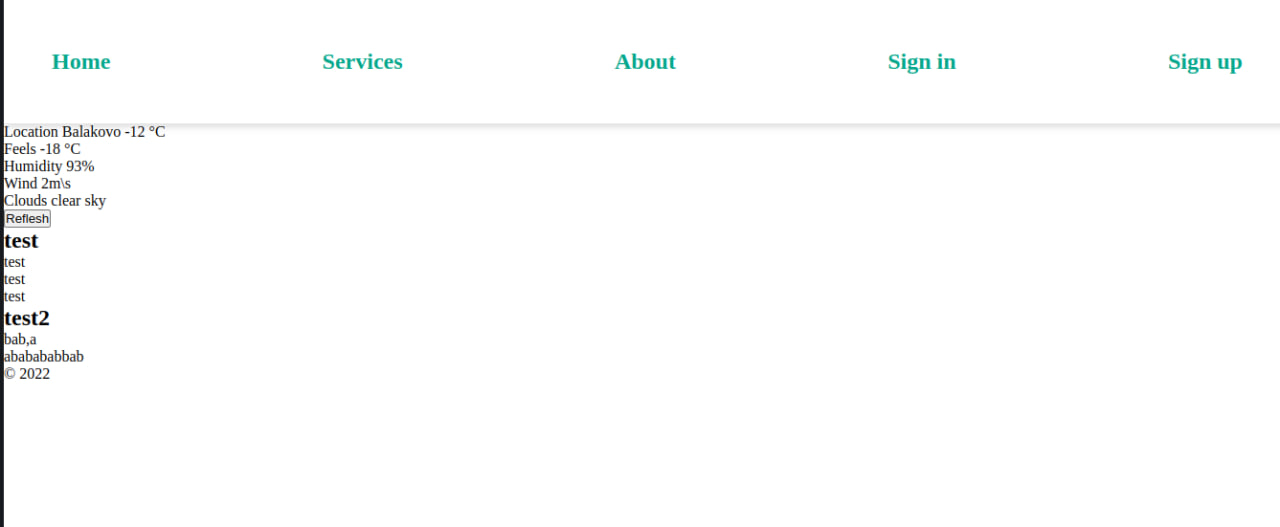 Home Services About Sign in Sign up
Location Balakovo -12 °C
Feels -18 °C
Humidity 93%
Wind 2m\s
Clouds clear sky
Reflesh
test
test
test
test
test2
bab,a
ababababbab
© 2022